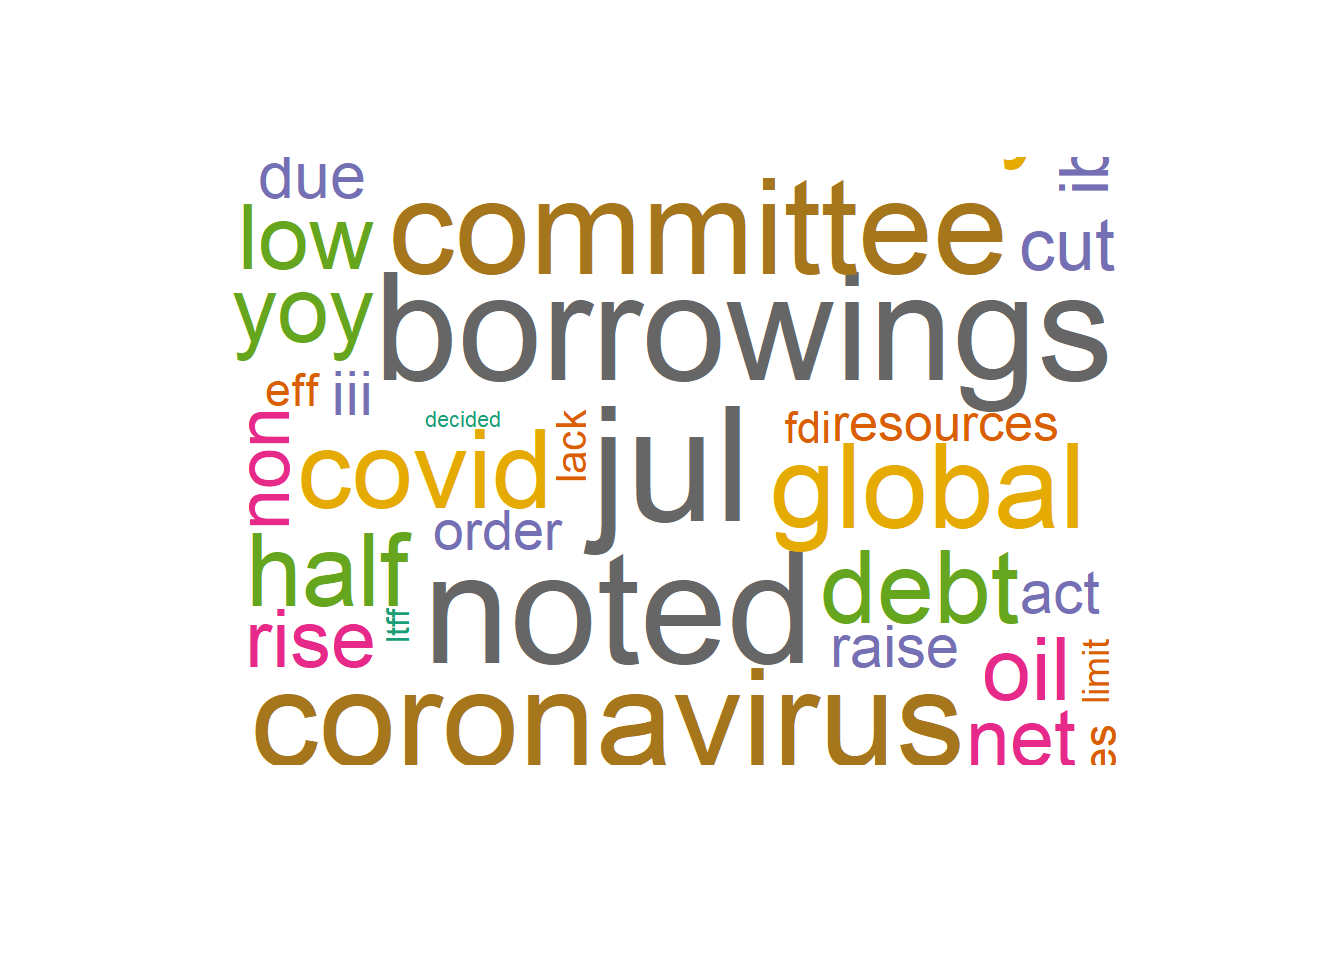 due
low
committee
cut
yoy
borrowings
eff
iii
decided
non
covid
lack
jul
fdi
resources
global
order
half
noted
debt
act
rise
ltff
raise
oil
limit
coronavirus
net